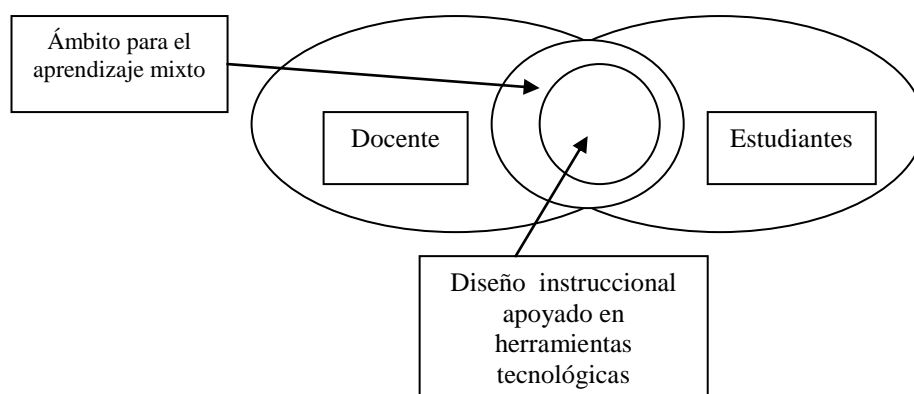 Ámbito para el
aprendizaje mixto
Docente
Estudiantes
Diseño instruccional
apoyado en
herramientas
tecnológicas